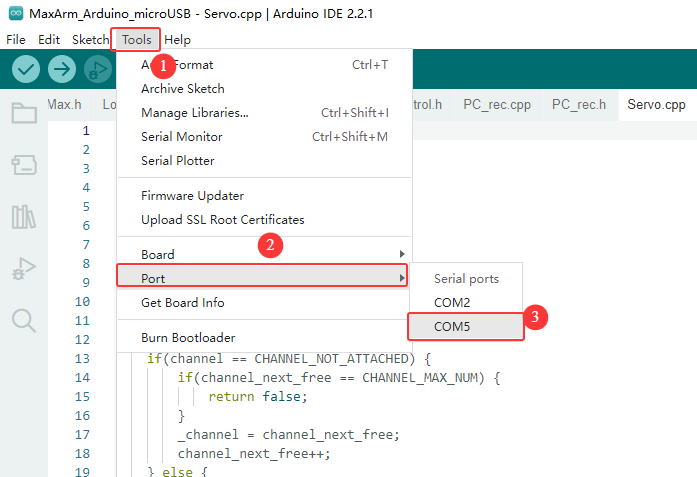 MaxArm_Arduino_microUSB - Servo.cpp | Arduino IDE 2.2.1
File Edit Sketch Tools Help
1
Format Ctrl+T
Archive Sketch
Manage Libraries... Ctrl+Shift+I
Serial Monitor Ctrl+Shift+M
Serial Plotter
Firmware Updater
Upload SSL Root Certificates
2
Board
Port
Get Board Info
Burn Bootloader
Serial ports
COM2
COM5
3
Max.h Lo trol.h PC_rec.cpp PC_rec.h Servo.cpp
1
2
3
4
5
6
7
8
9
10
11
12
13 if(channel == CHANNEL_NOT_ATTACHED) {
14 if(channel_next_free == CHANNEL_MAX_NUM) {
15 return false;
16 }
17 _channel = channel_next_free;
18 channel_next_free++;
19 } else {